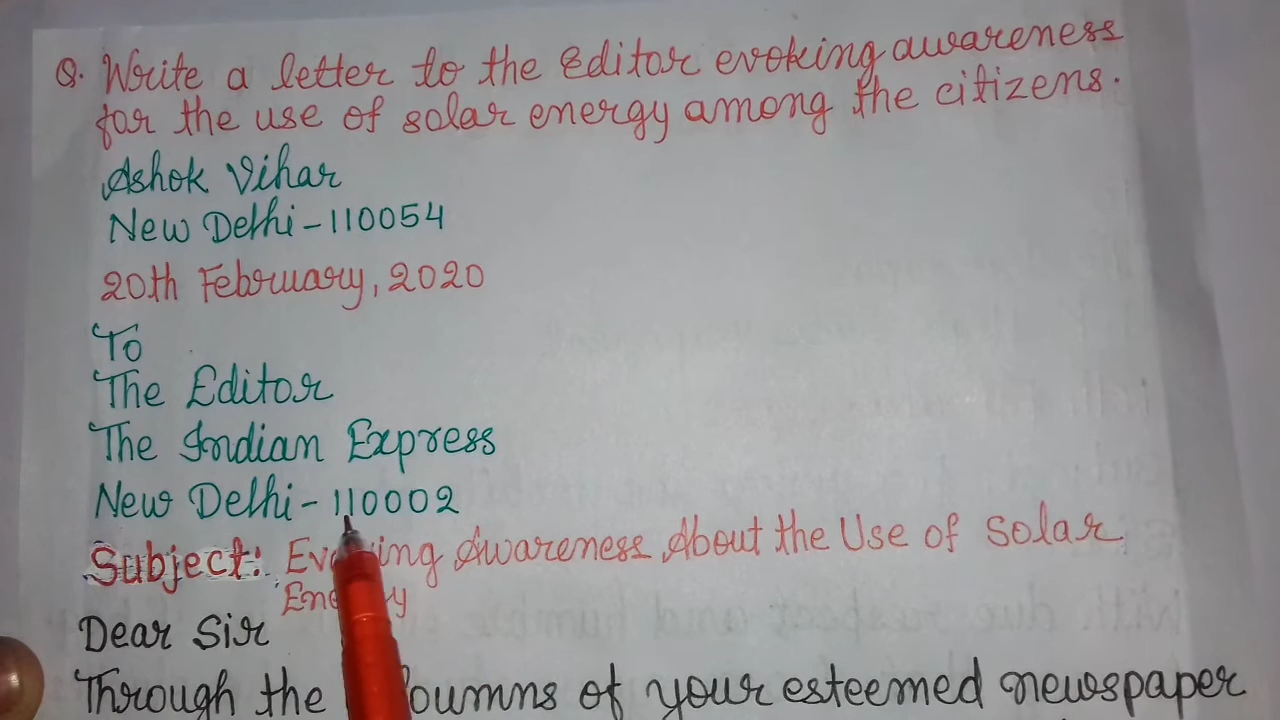 Q. Write a letter to the Editor evoking awareness
for the use of solar energy among the citizens.
Ashok Vihar
New Delhi-110054
20th February, 2020
To
The Editor
The Indian Express
New Delhi-110002
Subject: Awareness About the Use of Solar
Dear Sir
Through the of your esteemed newspaper